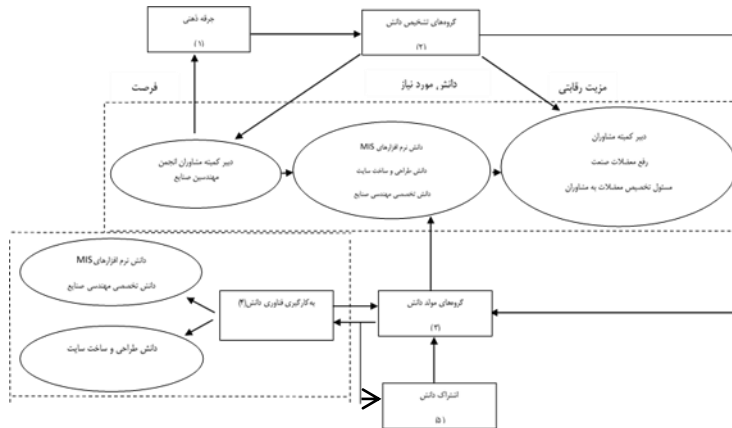 جرقه ذهنی
(۱)
گروه‌های تشخیص دانش
(۲)
فرصت
دانش مورد نیاز
مزیت رقابتی
دبیر کمیته مشاوران انجمن
مهندسین صنایع
دانش نرم افزارهای MIS
دانش طراحی و ساخت سایت
دانش تخصصی مهندسی صنایع
دبیر کمیته مشاوران
رفع معضلات صنعت
مسئول تخصیص معضلات به مشاوران
دانش نرم افزارهای MIS
دانش تخصصی مهندسی صنایع
دانش طراحی و ساخت سایت
به‌کارگیری فناوری دانش(۴)
گروه‌های مولد دانش
(۳)
اشتراک دانش
(۵)